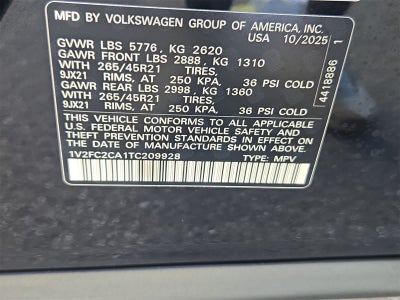 MFD BY VOLKSWAGEN GROUP OF AMERICA, INC.
USA 10/2025
GVWR LBS 5776, KG 2620
GAWR FRONT LBS 2888, KG 1310
WITH 265/45R21 TIRES,
9JX21 RIMS, AT 250 KPA, 36 PSI COLD
GAWR REAR LBS 2998, KG 1360
WITH 265/45R21 TIRES,
9JX21 RIMS, AT 250 KPA, 36 PSI COLD
THIS VEHICLE CONFORMS TO ALL APPLICABLE
U.S. FEDERAL MOTOR VEHICLE SAFETY AND
THEFT PREVENTION STANDARDS IN EFFECT ON
THE DATE OF MANUFACTURE SHOWN ABOVE.
1V2FC2CA1TC209928 TYPE: MPV
4418886 1